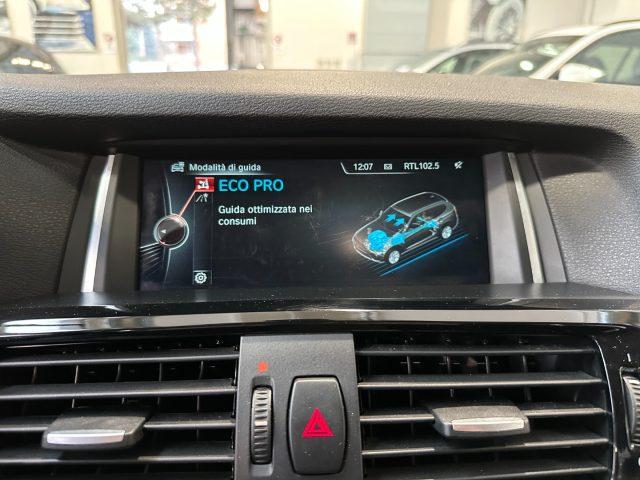 Modalità di guida
12:07
RTL102.5
ECO PRO
Guida ottimizzata nei
consumi